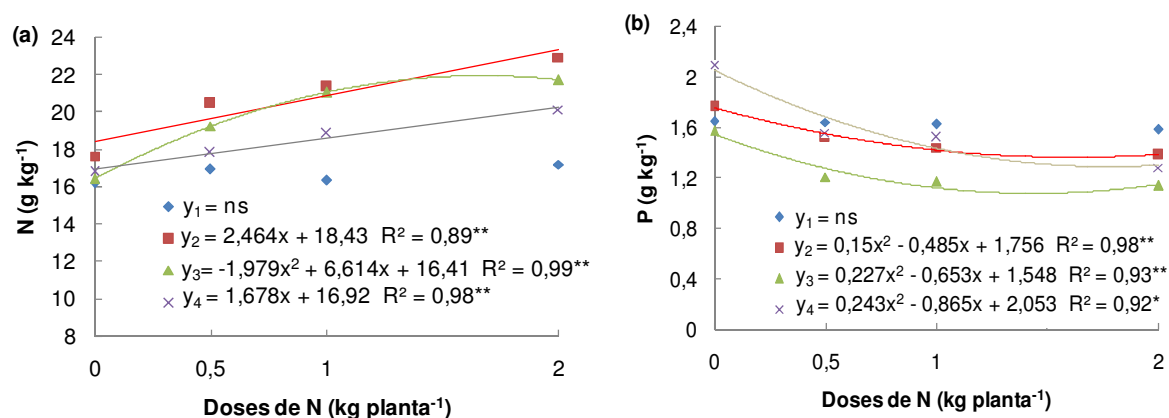 (a)
N (g kg⁻¹)
24
22
20
18
16
14
12
10
8
y₁ = ns
y₂ = 2,464x + 18,43 R² = 0,89**
y₃= -1,979x² + 6,614x + 16,41 R² = 0,99**
y₄ = 1,678x + 16,92 R² = 0,98**
0 0,5 1 2
Doses de N (kg planta⁻¹)
(b)
P (g kg⁻¹)
2,4
2
1,6
1,2
0,8
0,4
0
y₁ = ns
y₂ = 0,15x² - 0,485x + 1,756 R² = 0,98**
y₃ = 0,227x² - 0,653x + 1,548 R² = 0,93**
y₄ = 0,243x² - 0,865x + 2,053 R² = 0,92*
0 0,5 1 2
Doses de N (kg planta⁻¹)